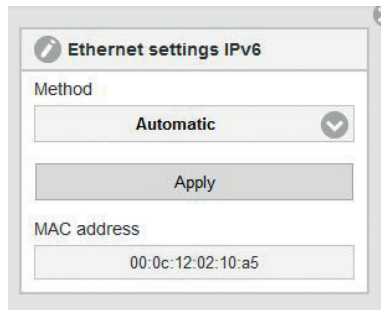 Ethernet settings IPv6
Method
Automatic
Apply
MAC address
00:0c:12:02:10:a5